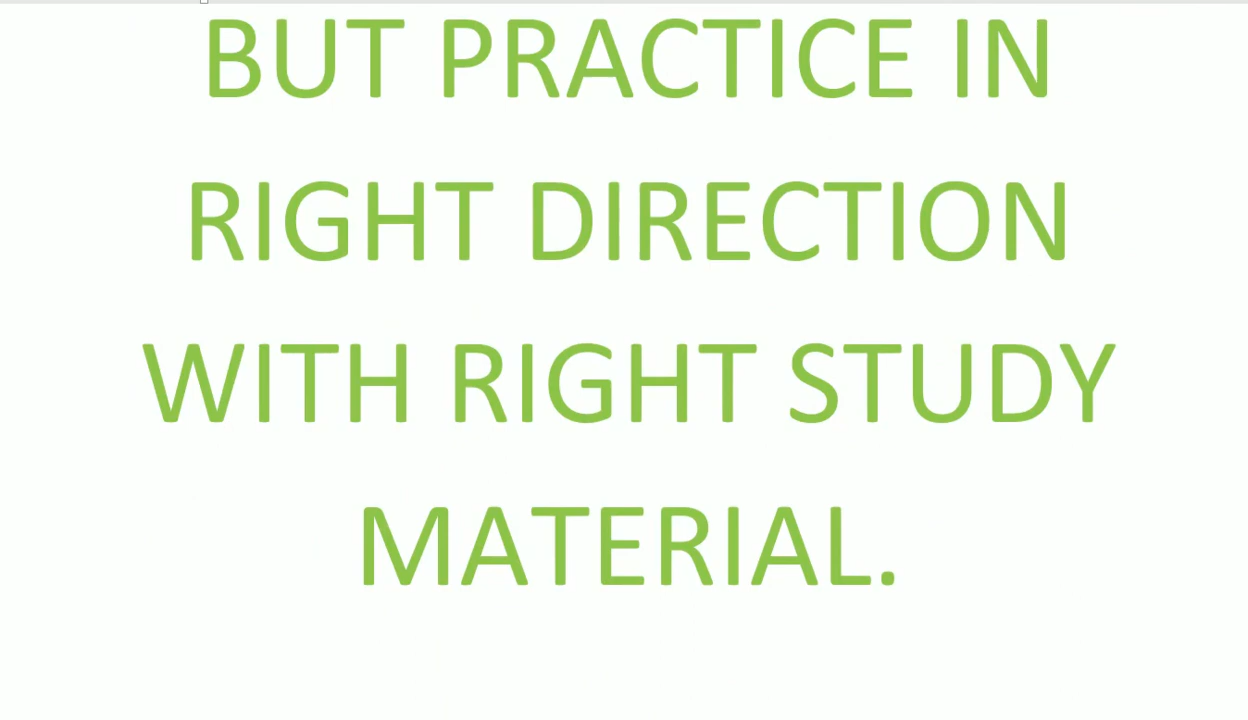 BUT PRACTICE IN
RIGHT DIRECTION
WITH RIGHT STUDY
MATERIAL.